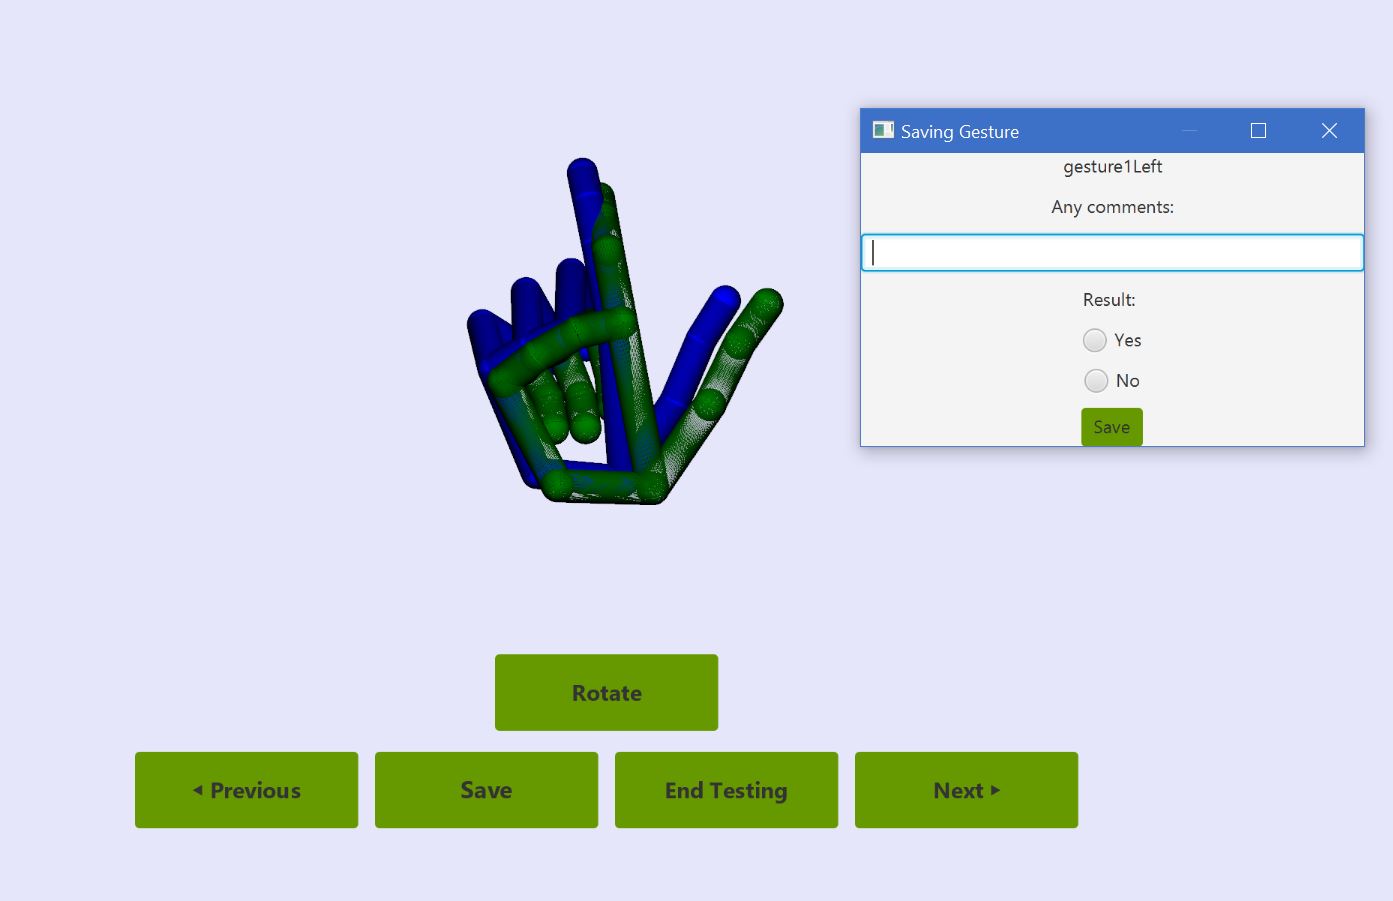 Saving Gesture
gesture1Left
Any comments:
Result:
Yes
No
Save
Rotate
Previous
Save
End Testing
Next